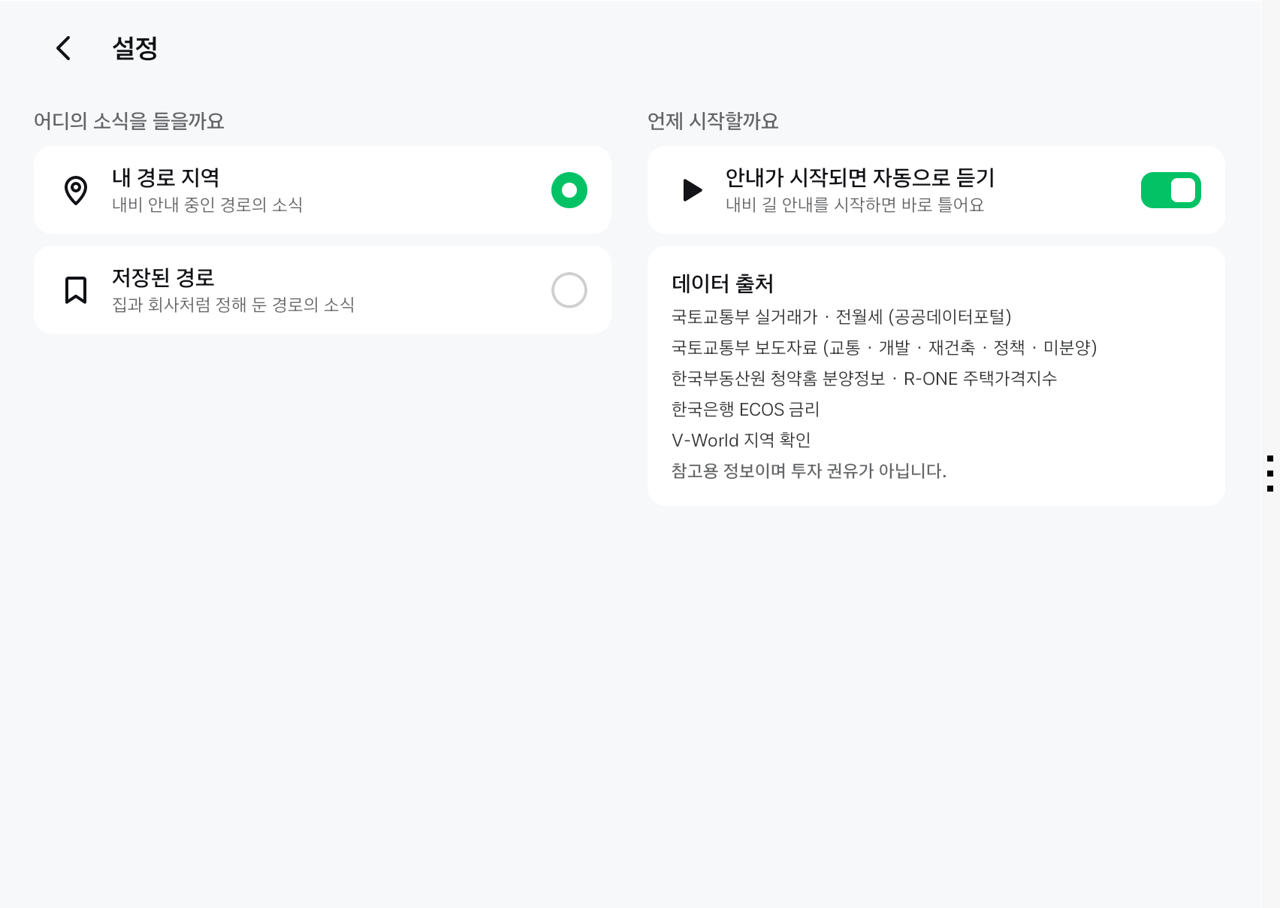 설정
어디의 소식을 들을까요
내 경로 지역
내비 안내 중인 경로의 소식
저장된 경로
집과 회사처럼 정해 둔 경로의 소식
언제 시작할까요
안내가 시작되면 자동으로 듣기
내비 길 안내를 시작하면 바로 틀어요
데이터 출처
국토교통부 실거래가 · 전월세 (공공데이터포털)
국토교통부 보도자료 (교통 · 개발 · 재건축 · 정책 · 미분양)
한국부동산원 청약홈 분양정보 · R-ONE 주택가격지수
한국은행 ECOS 금리
V-World 지역 확인
참고용 정보이며 투자 권유가 아닙니다.